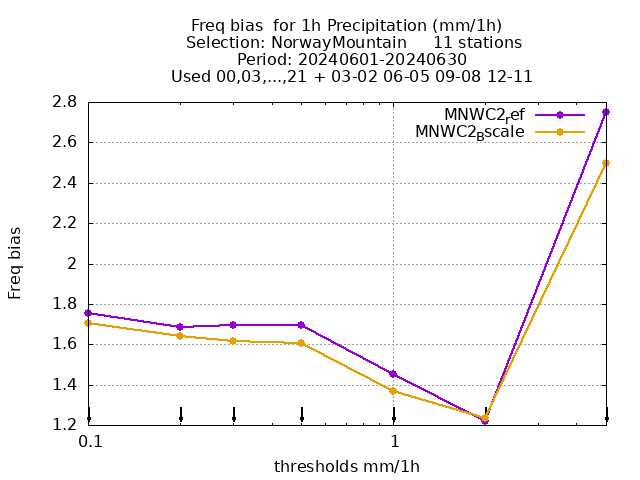 Freq bias  for 1h Precipitation (mm/1h)
Selection: NorwayMountain     11 stations
Period: 20240601-20240630
Used 00,03,...,21 + 03-02 06-05 09-08 12-11
MNWC2ref
MNWC2Bscale
2.8
2.6
2.4
2.2
2
1.8
1.6
1.4
1.2
Freq bias
0.1
1
thresholds mm/1h